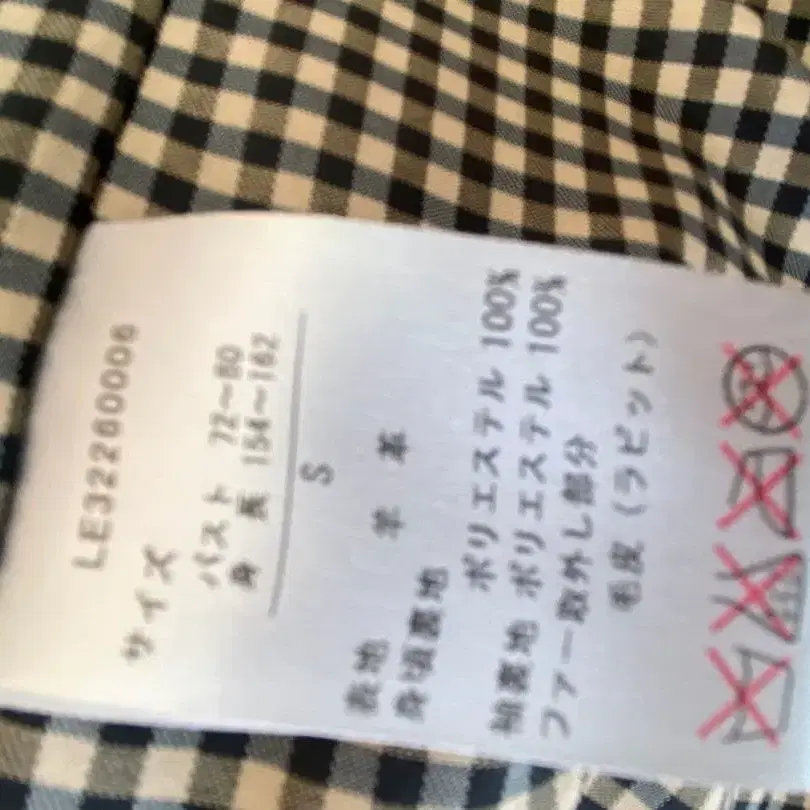 LE32260006
サイズ
バスト 72〜80
身 長 154〜162
S
表地 羊 革
身頃裏地
ポリエステル 100%
袖裏地 ポリエステル 100%
ファー取外し部分
毛皮（ラビット）